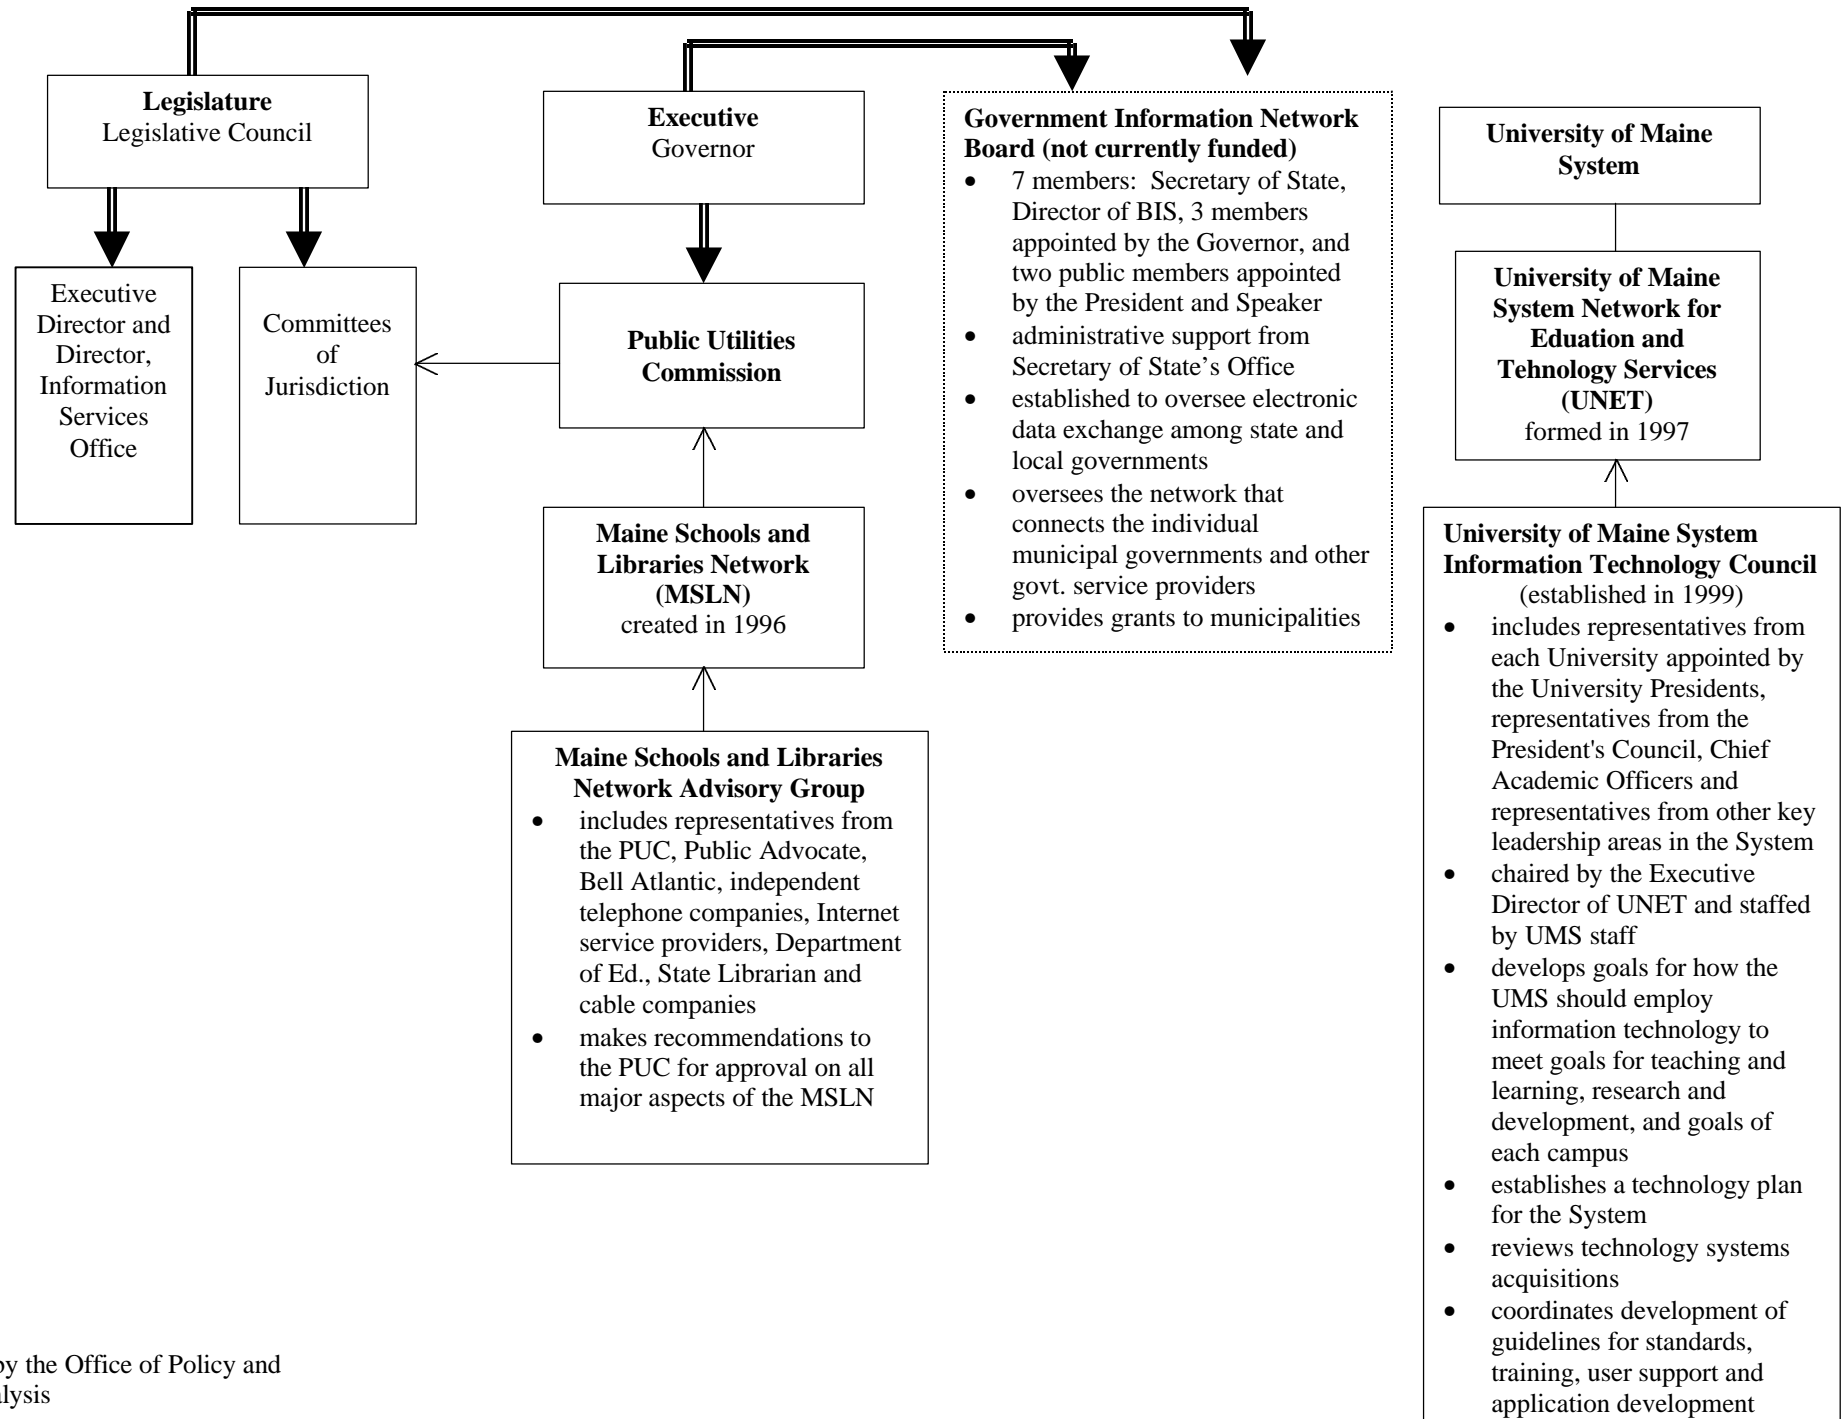 Legislature
Legislative Council
Executive
Governor
Government Information Network
Board (not currently funded)
• 7 members: Secretary of State,
Director of BIS, 3 members
appointed by the Governor, and
two public members appointed
by the President and Speaker
• administrative support from
Secretary of State’s Office
• established to oversee electronic
data exchange among state and
local governments
• oversees the network that
connects the individual
municipal governments and other
govt. service providers
• provides grants to municipalities
University of Maine
System
Executive
Director and
Director,
Information
Services
Office
Committees
of
Jurisdiction
Public Utilities
Commission
University of Maine
System Network for
Eduation and
Tehnology Services
(UNET)
formed in 1997
Maine Schools and
Libraries Network
(MSLN)
created in 1996
Maine Schools and Libraries
Network Advisory Group
• includes representatives from
the PUC, Public Advocate,
Bell Atlantic, independent
telephone companies, Internet
service providers, Department
of Ed., State Librarian and
cable companies
• makes recommendations to
the PUC for approval on all
major aspects of the MSLN
University of Maine System
Information Technology Council
(established in 1999)
• includes representatives from
each University appointed by
the University Presidents,
representatives from the
President's Council, Chief
Academic Officers and
representatives from other key
leadership areas in the System
• chaired by the Executive
Director of UNET and staffed
by UMS staff
• develops goals for how the
UMS should employ
information technology to
meet goals for teaching and
learning, research and
development, and goals of
each campus
• establishes a technology plan
for the System
• reviews technology systems
acquisitions
• coordinates development of
guidelines for standards,
training, user support and
application development
by the Office of Policy and
alysis